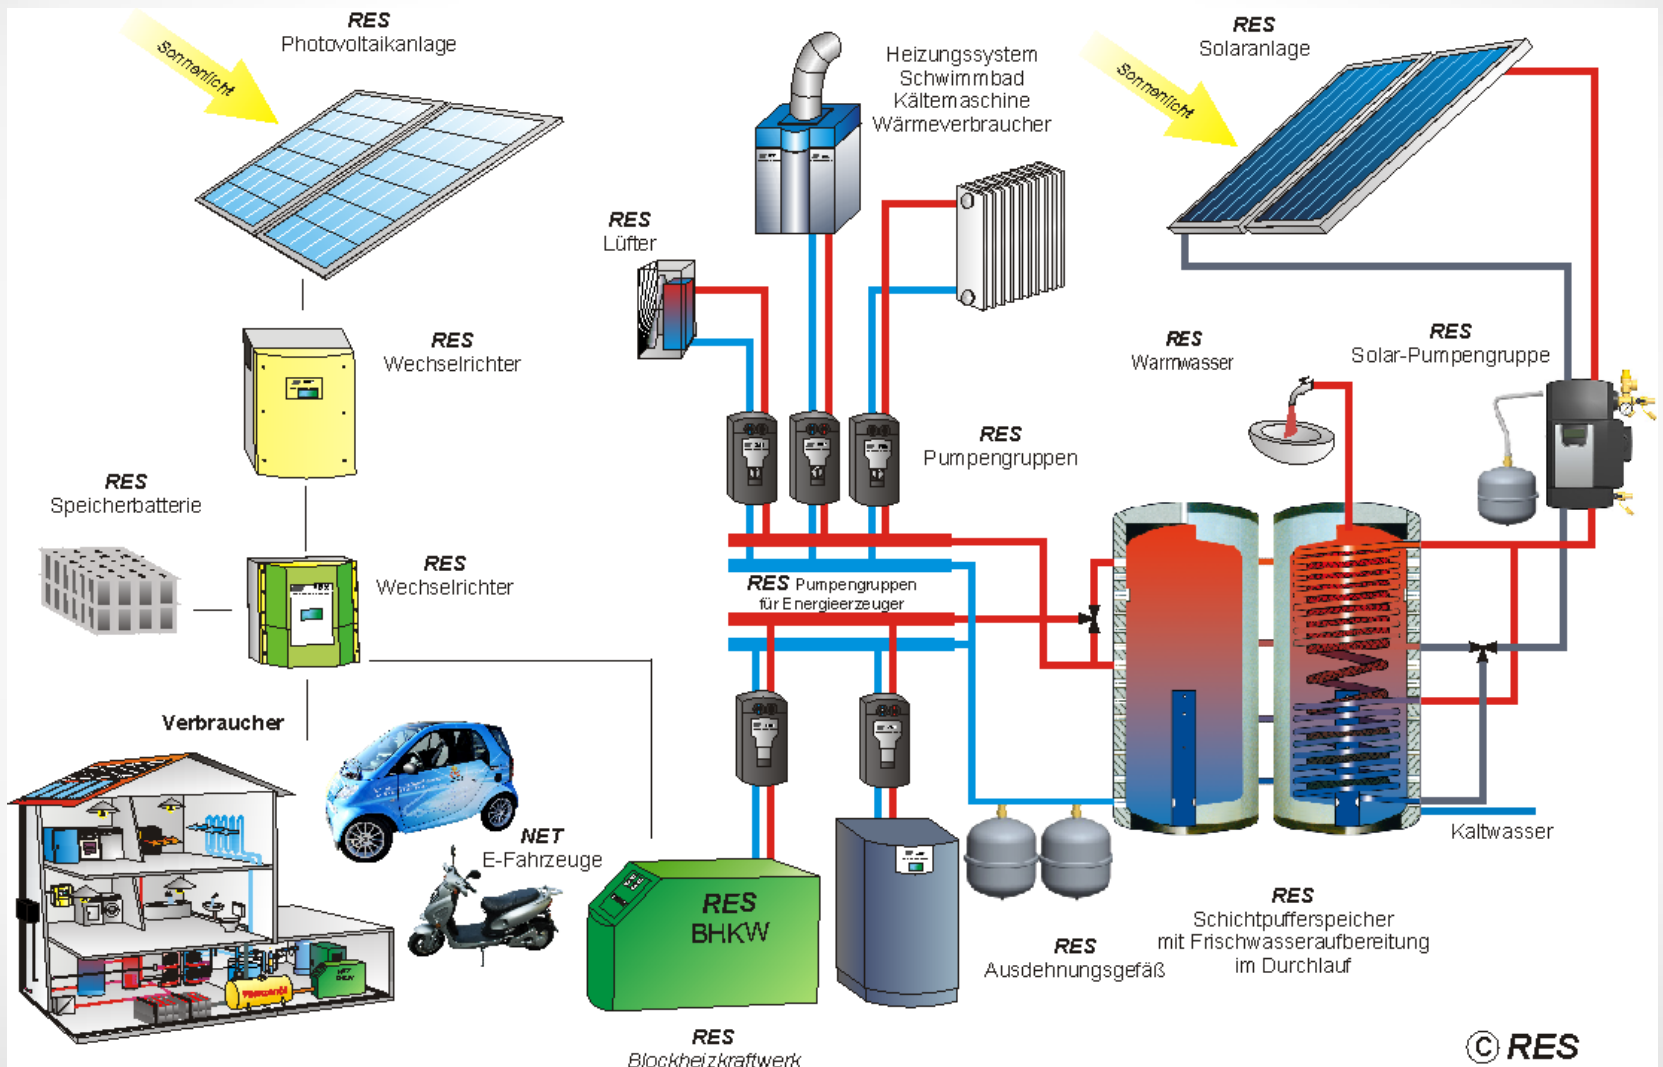 RES
Photovoltaikanlage
Sonnenlicht
Heizungssystem
Schwimmbad
Kältemaschine
Wärmeverbraucher
RES
Solaranlage
Sonnenlicht
RES
Lüfter
RES
Wechselrichter
RES
Warmwasser
RES
Solar-Pumpengruppe
RES
Pumpengruppen
RES
Speicherbatterie
RES
Wechselrichter
RES Pumpengruppen
für Energieerzeuger
Verbraucher
NET
E-Fahrzeuge
RES
BHKW
Kaltwasser
RES
Ausdehnungsgefäß
RES
Schichtpufferspeicher
mit Frischwasseraufbereitung
im Durchlauf
RES
Blockheizkraftwerk
© RES